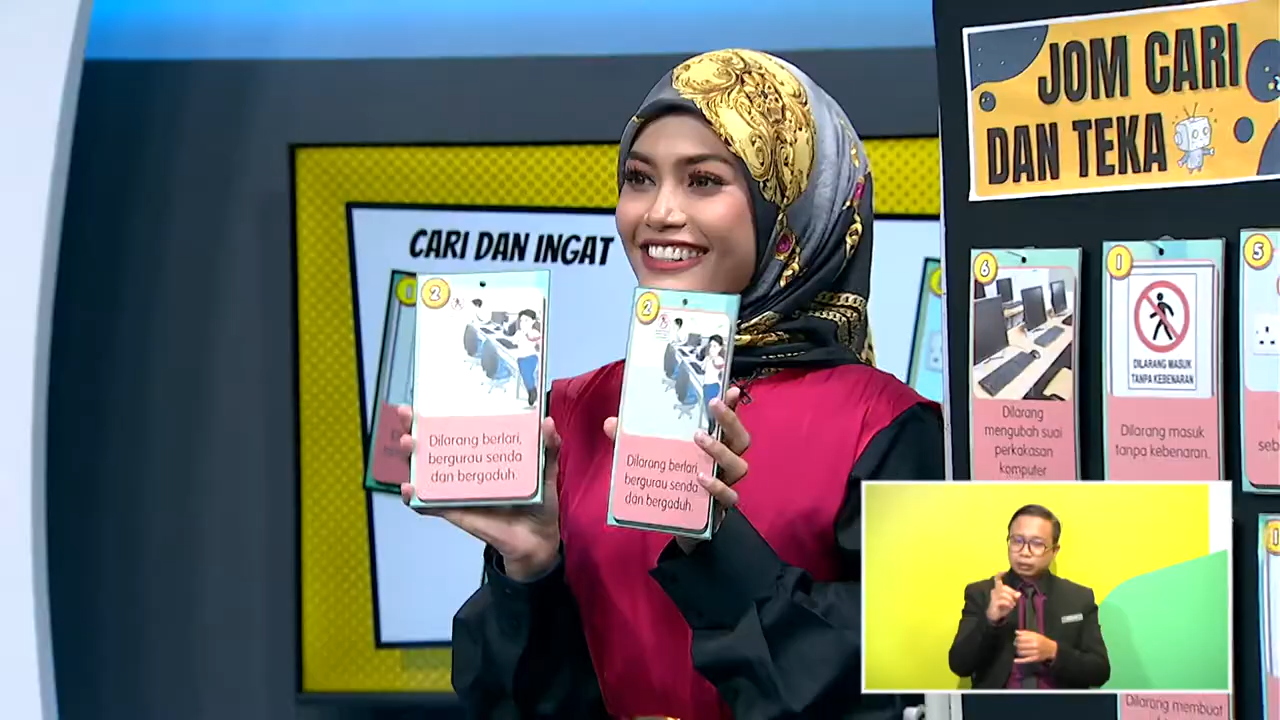 JOM CARI
DAN TEKA
CARI DAN INGAT
2
Dilarang berlari,
bergurau senda
dan bergaduh.
2
Dilarang berlari,
bergurau senda
dan bergaduh.
6
Dilarang
mengubah suai
perkakasan
komputer
1
DILARANG MASUK
TANPA KEBENARAN
Dilarang masuk
tanpa kebenaran.
5
Dilarang membuat